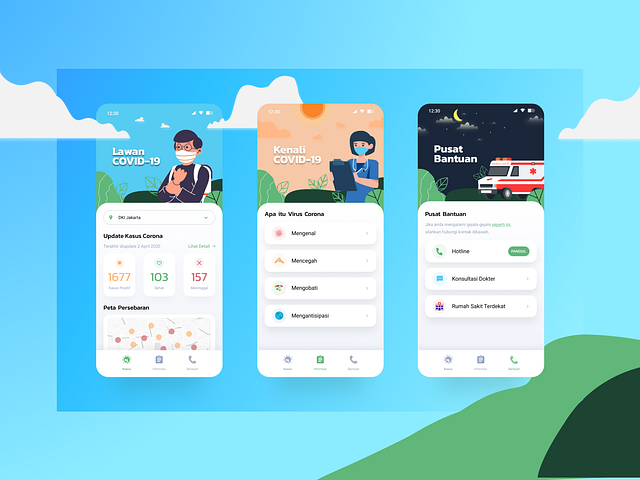 12:30
Lawan
COVID-19
DKI Jakarta
Update Kasus Corona
Terakhir diupdate 2 April 2020
Lihat Detail →
1677
103
157
Kasus Positif
Sehat
Meninggal
Peta Persebaran
Kasus
Informasi
Bantuan
12:30
Kenali
COVID-19
Apa itu Virus Corona
Mengenal
Mencegah
Mengobati
Mengantisipasi
Kasus
Informasi
Bantuan
12:30
Pusat
Bantuan
Pusat Bantuan
Jika anda mengalami gejala gejala seperti ini,
silahkan hubungi kontak dibawah.
Hotline
PANGGIL
Konsultasi Dokter
Rumah Sakit Terdekat
Kasus
Informasi
Bantuan